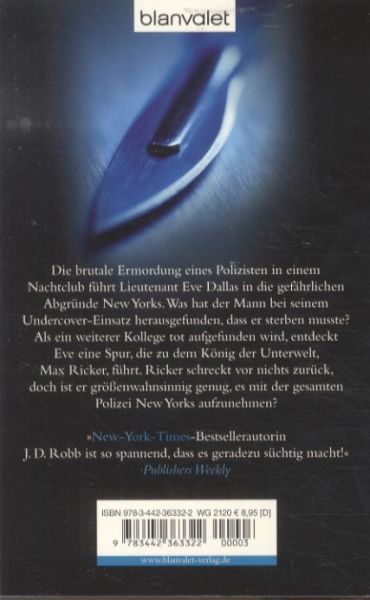 blanvalet
Die brutale Ermordung eines Polizisten in einem
Nachtclub führt Lieutenant Eve Dallas in die gefährlichen
Abgründe New Yorks. Was hat der Mann bei seinem
Undercover-Einsatz herausgefunden, dass er sterben musste?
Als ein weiterer Kollege tot aufgefunden wird, entdeckt
Eve eine Spur, die zu dem König der Unterwelt,
Max Ricker, führt. Ricker schreckt vor nichts zurück,
doch ist er größenwahnsinnig genug, es mit der gesamten
Polizei New Yorks aufzunehmen?
»New-York-Times-Bestsellerautorin
J. D. Robb ist so spannend, dass es geradezu süchtig macht!«
Publishers Weekly
ISBN 978-3-442-36332-2 WG 2120 € 8,95 [D]
9 783442 363322 00003
www.blanvalet-verlag.de